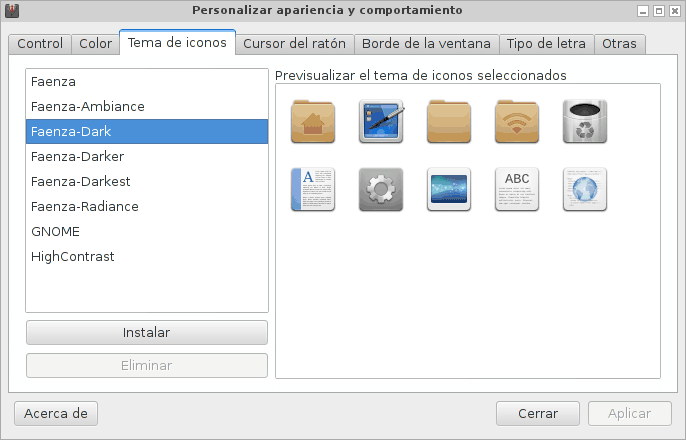 Personalizar apariencia y comportamiento
Control Color Tema de iconos Cursor del ratón Borde de la ventana Tipo de letra Otras
Previsualizar el tema de iconos seleccionados
Faenza
Faenza-Ambiance
Faenza-Dark
Faenza-Darker
Faenza-Darkest
Faenza-Radiance
GNOME
HighContrast
A
ABC
Instalar
Eliminar
Acerca de
Cerrar
Aplicar